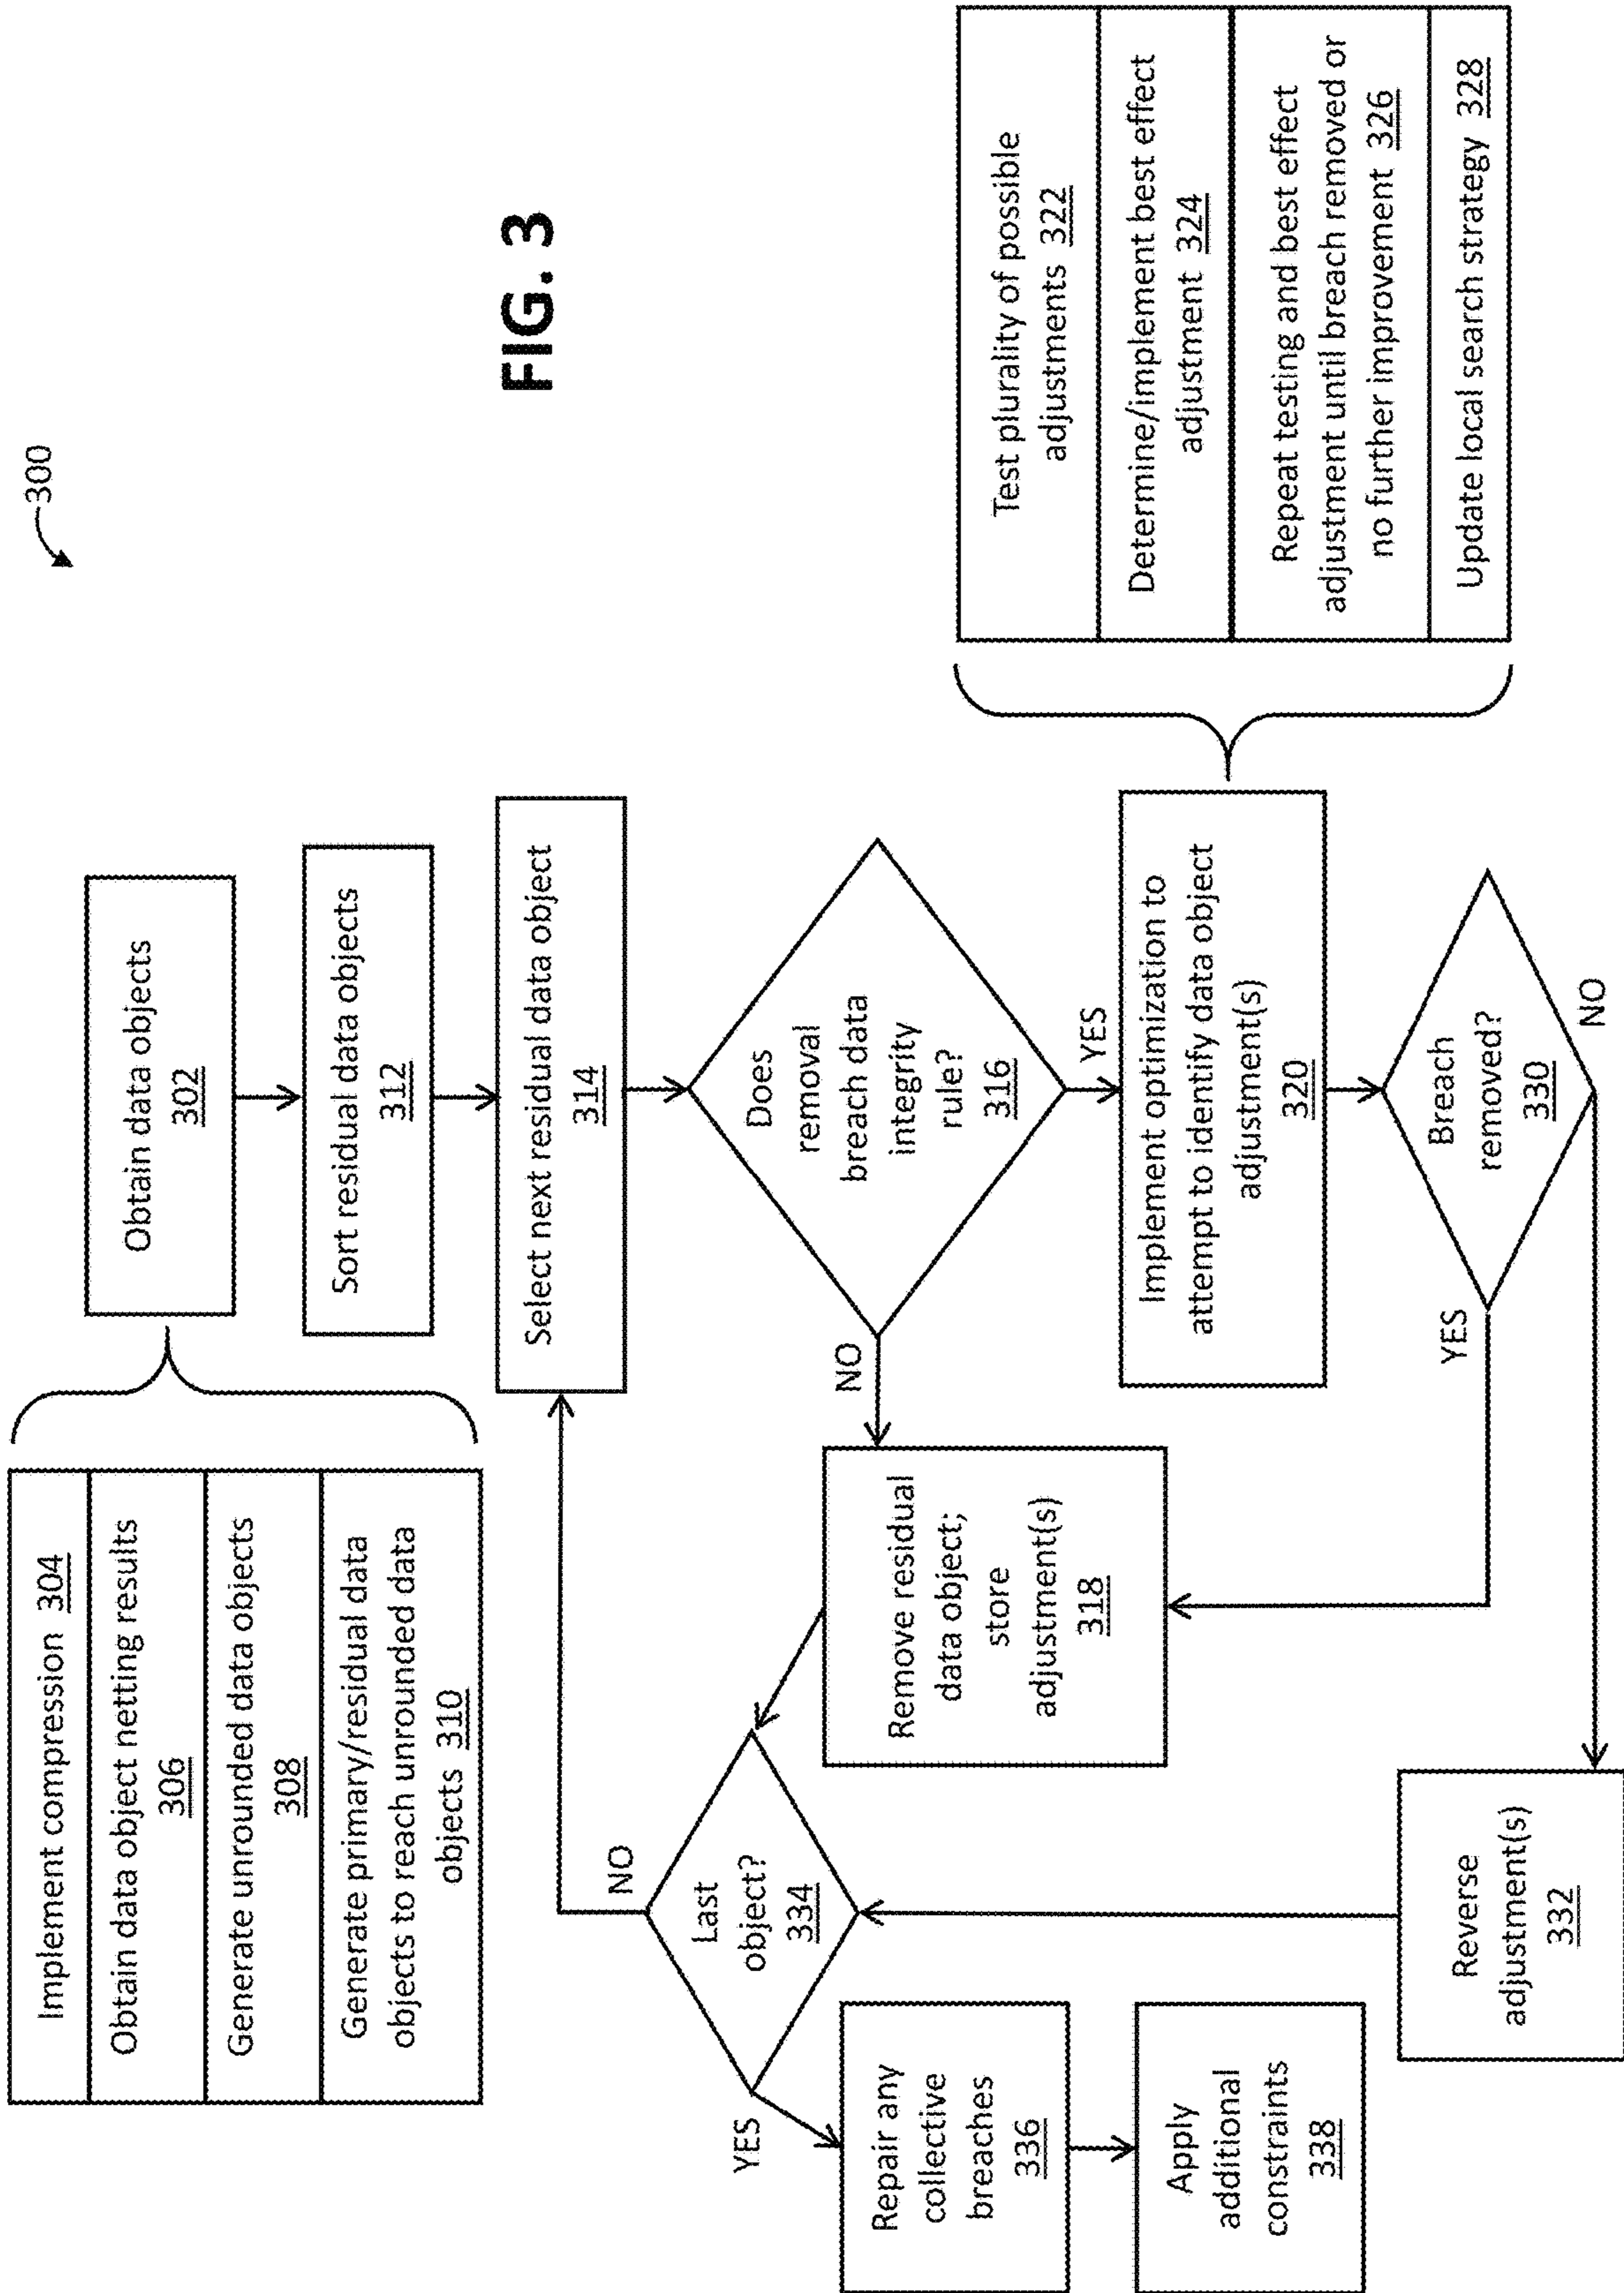 300
FIG. 3
Implement compression 304
Obtain data object netting results
306
Generate unrounded data objects
308
Generate primary/residual data
objects to reach unrounded data
objects 310
Obtain data objects
302
Sort residual data objects
312
Select next residual data object
314
Does
removal
breach data
integrity
rule?
316
NO
YES
Remove residual
data object;
store
adjustment(s)
318
Implement optimization to
attempt to identify data object
adjustment(s)
320
Test plurality of possible
adjustments 322
Determine/implement best effect
adjustment 324
Repeat testing and best effect
adjustment until breach removed or
no further improvement 326
Update local search strategy 328
Breach
removed?
330
YES
NO
Reverse
adjustment(s)
332
Last
object?
334
NO
YES
Repair any
collective
breaches
336
Apply
additional
constraints
338